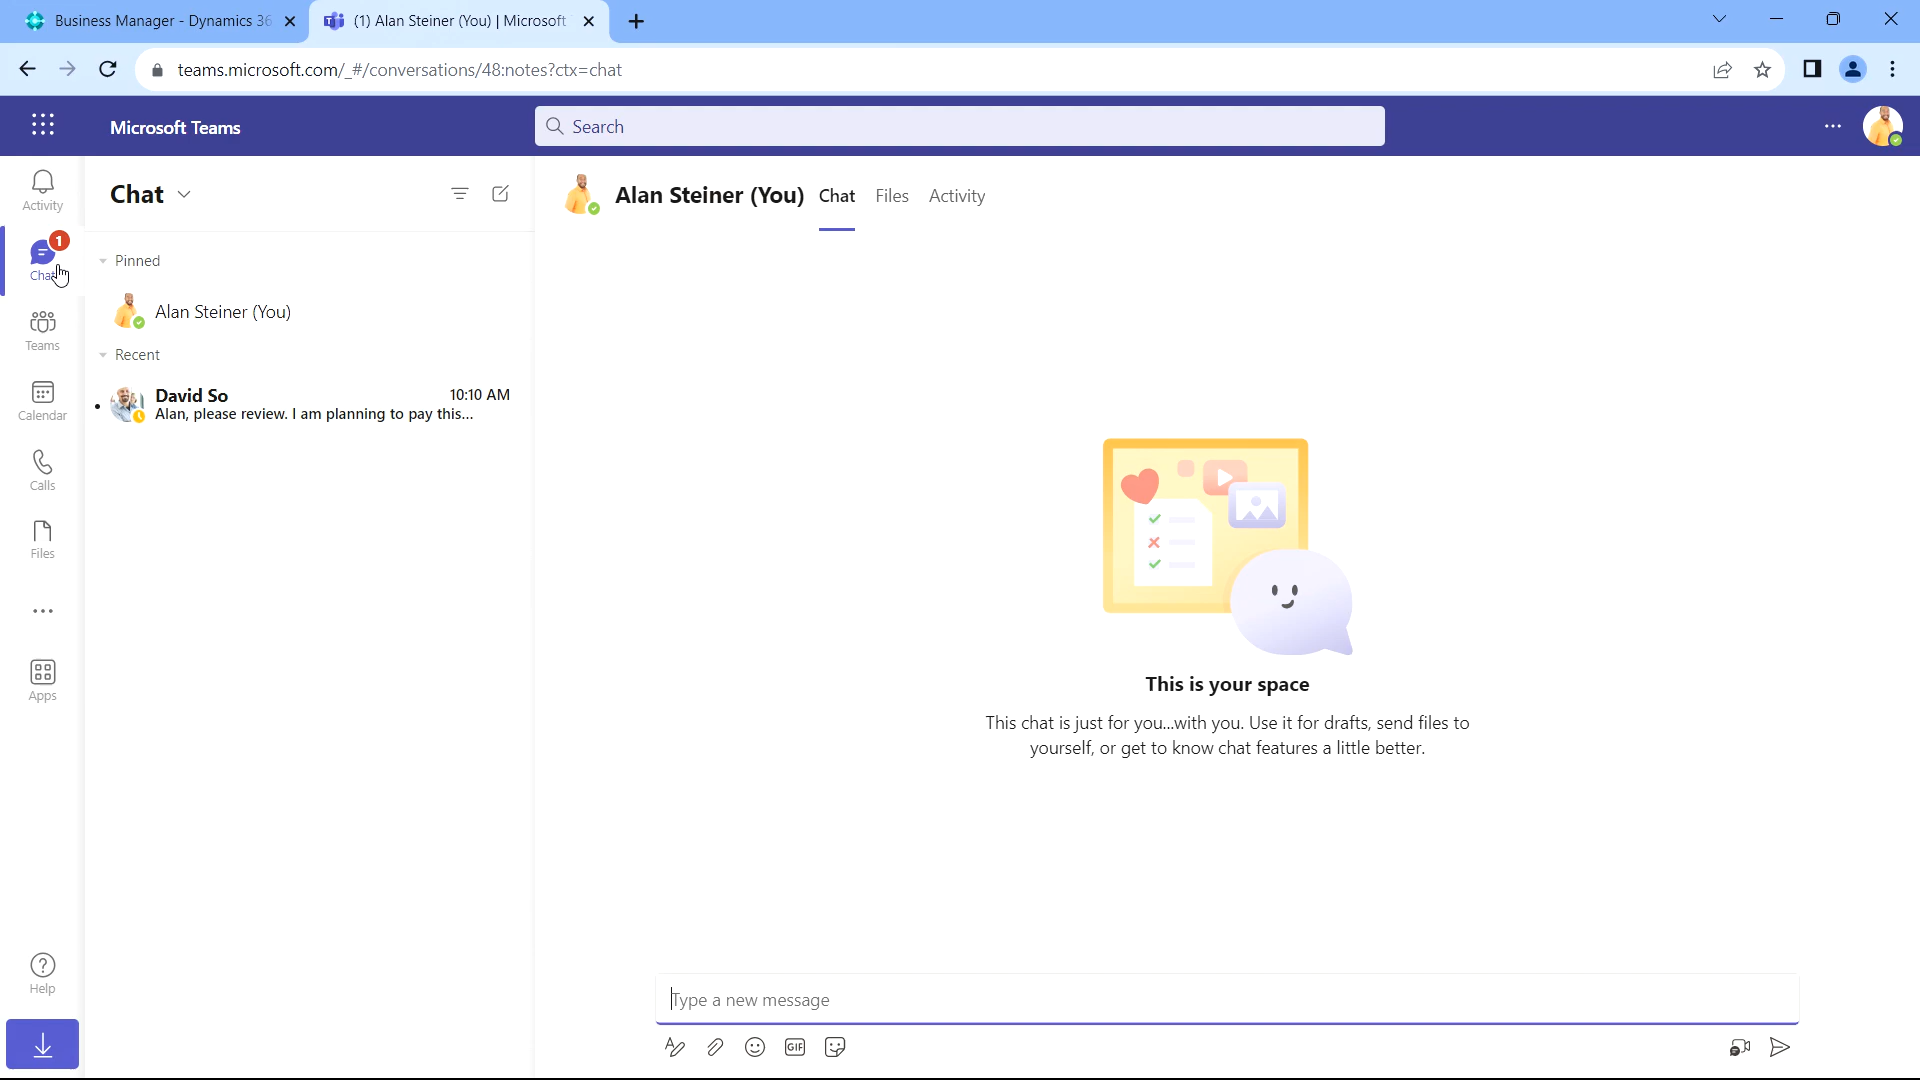 Business Manager - Dynamics 36
(1) Alan Steiner (You) | Microsoft
teams.microsoft.com/_#/conversations/48:notes?ctx=chat
Microsoft Teams
Search
Activity
1
Chat
Teams
Calendar
Calls
Files
Apps
Help
Chat
Pinned
Alan Steiner (You)
Recent
David So 10:10 AM
Alan, please review. I am planning to pay this...
Alan Steiner (You) Chat Files Activity
This is your space
This chat is just for you...with you. Use it for drafts, send files to
yourself, or get to know chat features a little better.
Type a new message
GIF